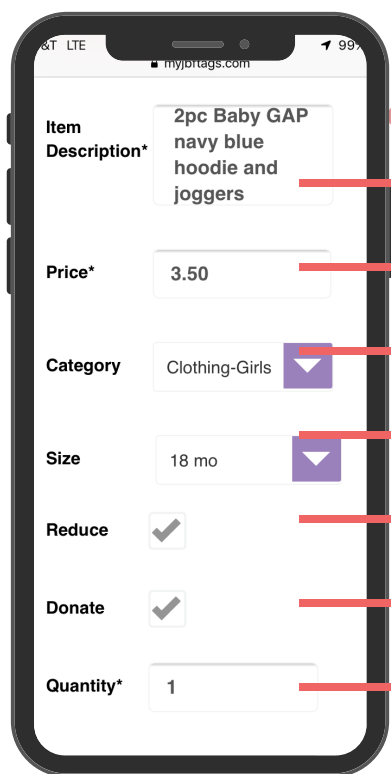 &T LTE 99%
myjbftags.com
Item
Description*
2pc Baby GAP
navy blue
hoodie and
joggers
Price*
3.50
Category
Clothing-Girls
Size
18 mo
Reduce
Donate
Quantity*
1